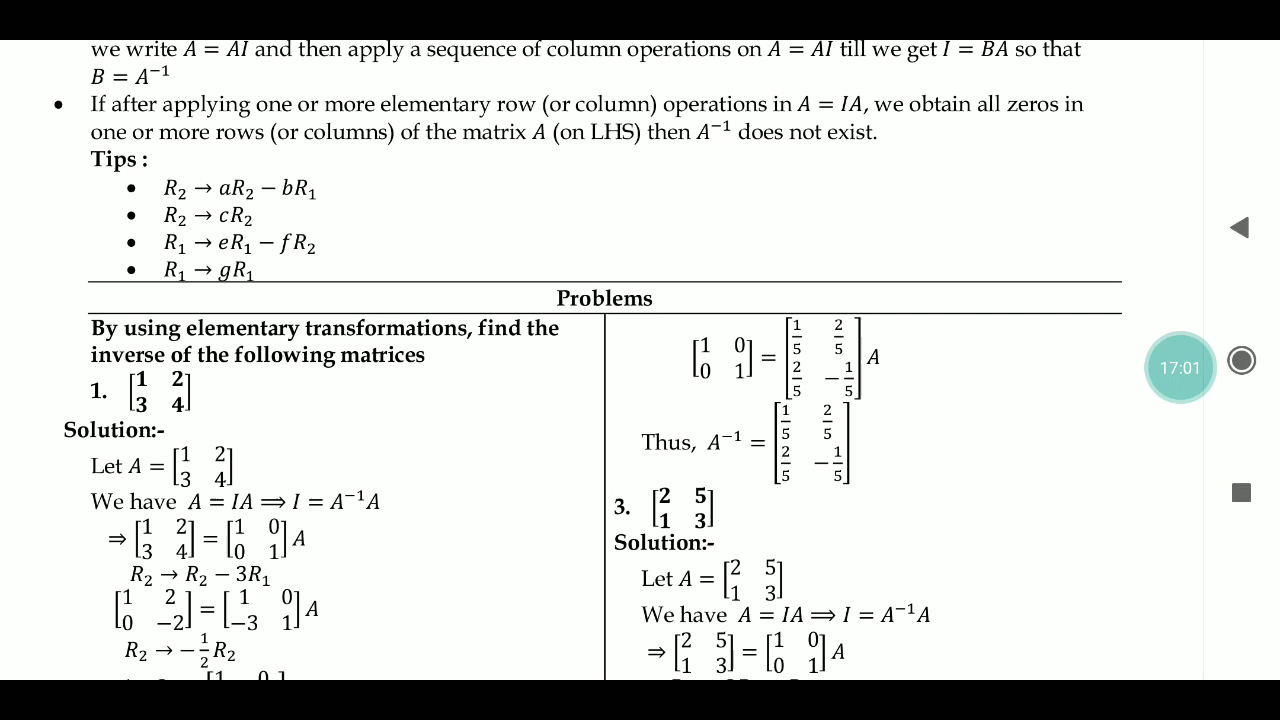 we write A = AI and then apply a sequence of column operations on A = AI till we get I = BA so that
B = A⁻¹
• If after applying one or more elementary row (or column) operations in A = IA, we obtain all zeros in
one or more rows (or columns) of the matrix A (on LHS) then A⁻¹ does not exist.
Tips :
• R₂ → aR₂ − bR₁
• R₂ → cR₂
• R₁ → eR₁ − fR₂
• R₁ → gR₁
Problems
By using elementary transformations, find the
inverse of the following matrices
1. [1 2
3 4]
Solution:-
Let A = [1 2
3 4]
We have A = IA ⟹ I = A⁻¹A
⇒ [1 2
3 4] = [1 0
0 1] A
R₂ → R₂ − 3R₁
[1 2
0 −2] = [1 0
−3 1] A
R₂ → −1/2 R₂
[1 0
0 1] = [1/5 2/5
2/5 −1/5] A
Thus, A⁻¹ = [1/5 2/5
2/5 −1/5]
3. [2 5
1 3]
Solution:-
Let A = [2 5
1 3]
We have A = IA ⟹ I = A⁻¹A
⇒ [2 5
1 3] = [1 0
0 1] A
17:01